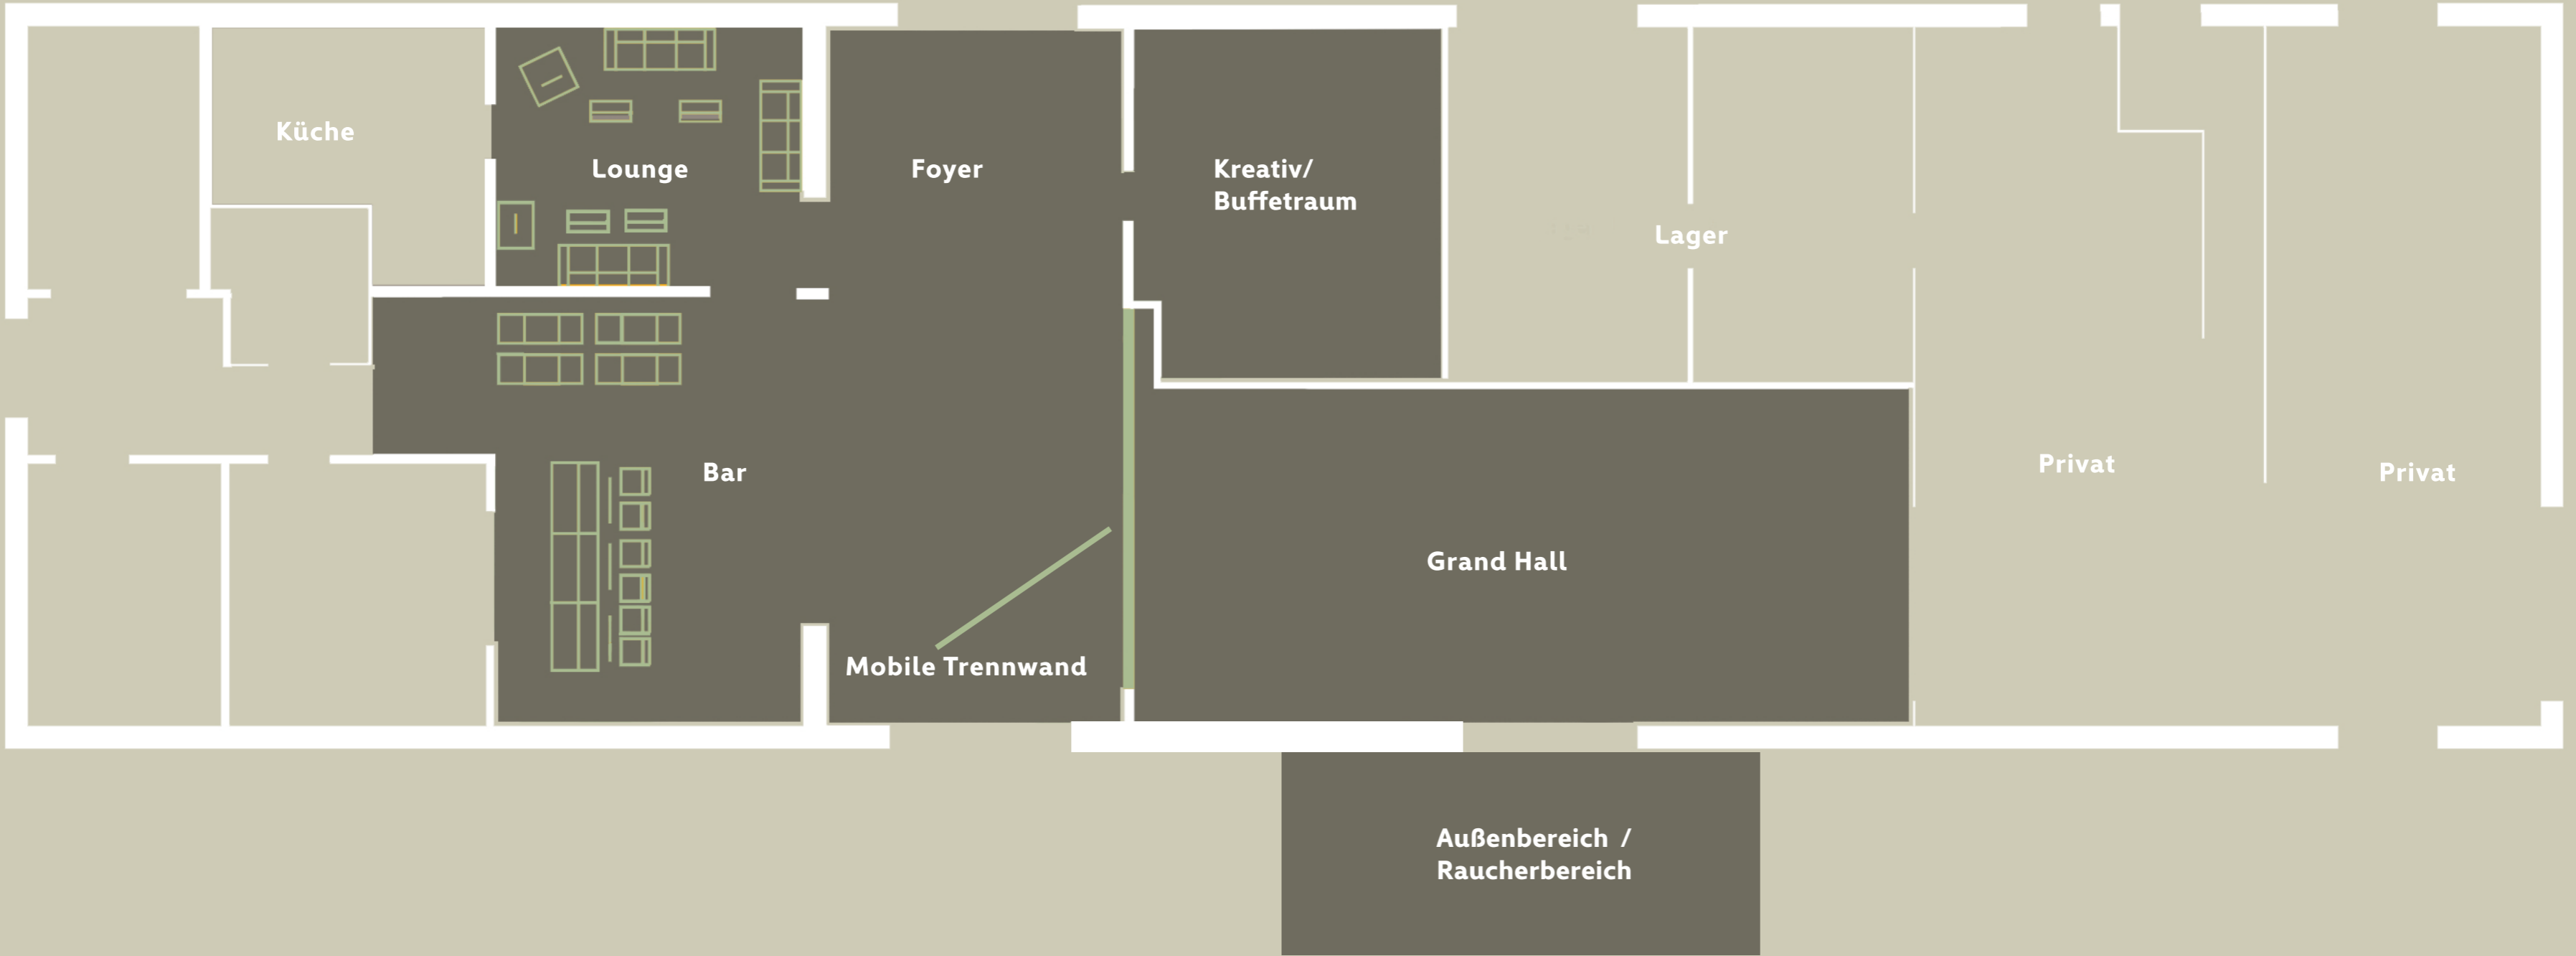 Küche
Lounge
Foyer
Kreativ/
Buffetraum
Lager
Bar
Privat
Privat
Grand Hall
Mobile Trennwand
Außenbereich /
Raucherbereich